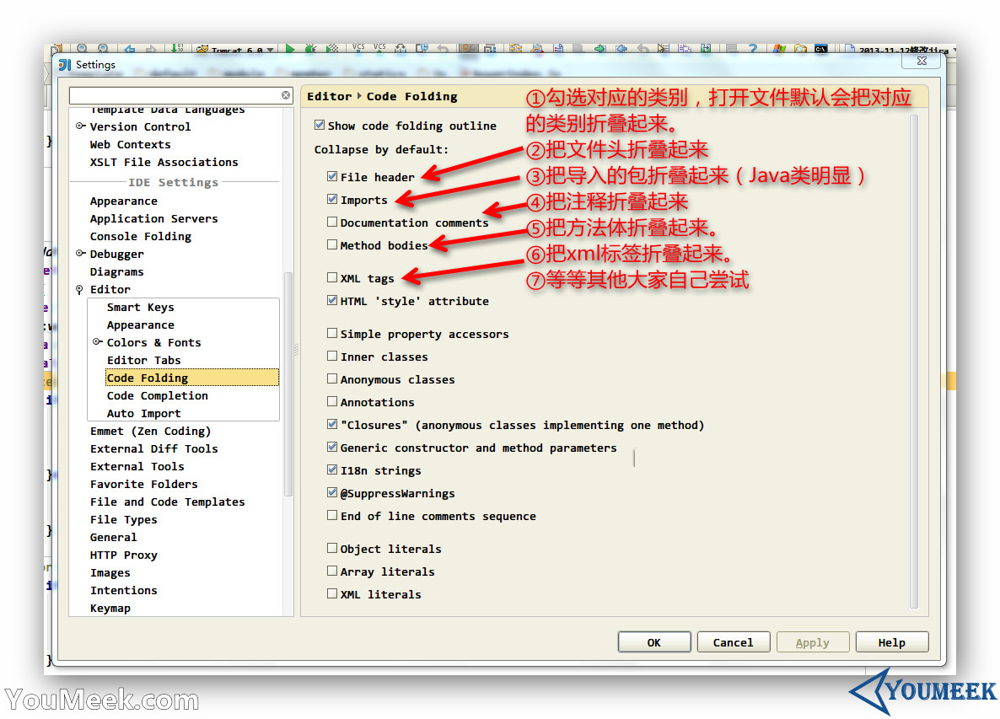 Tomcat 6.0
Settings
Editor ▸ Code Folding
①勾选对应的类别，打开文件默认会把对应
的类别折叠起来。
②把文件头折叠起来
③把导入的包折叠起来（Java类明显）
④把注释折叠起来
⑤把方法体折叠起来。
⑥把xml标签折叠起来。
⑦等等其他大家自己尝试
Template Data Languages
Version Control
Web Contexts
XSLT File Associations
IDE Settings
Appearance
Application Servers
Console Folding
Debugger
Diagrams
Editor
Smart Keys
Appearance
Colors & Fonts
Editor Tabs
Code Folding
Code Completion
Auto Import
Emmet (Zen Coding)
External Diff Tools
External Tools
Favorite Folders
File and Code Templates
File Types
General
HTTP Proxy
Images
Intentions
Keymap
Show code folding outline
Collapse by default:
File header
Imports
Documentation comments
Method bodies
XML tags
HTML 'style' attribute
Simple property accessors
Inner classes
Anonymous classes
Annotations
"Closures" (anonymous classes implementing one method)
Generic constructor and method parameters
I18n strings
@SuppressWarnings
End of line comments sequence
Object literals
Array literals
XML literals
OK
Cancel
Apply
Help
YouMeek.com
YOUMEEK